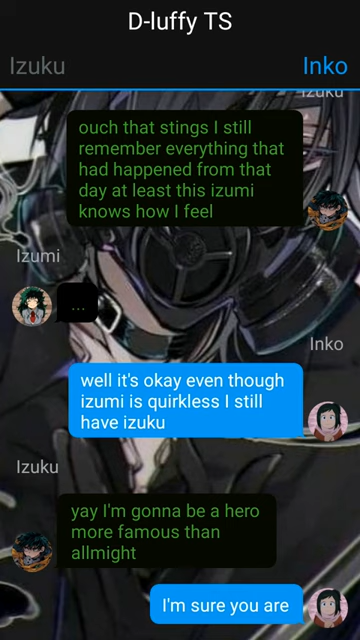 D-luffy TS
Izuku
Inko
Izuku
ouch that stings I still
remember everything that
had happened from that
day at least this izumi
knows how I feel
Izumi
...
Inko
well it's okay even though
izumi is quirkless I still
have izuku
Izuku
yay I'm gonna be a hero
more famous than
allmight
I'm sure you are